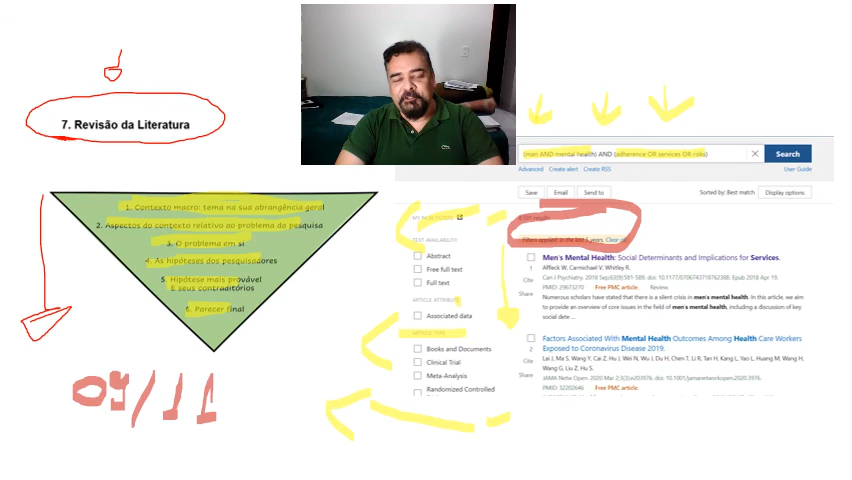 7. Revisão da Literatura
1. Contexto macro: tema na sua abrangência geral
2. Aspectos do contexto relativo ao problema da pesquisa
3. O problema em si
4. As hipóteses dos pesquisadores
5. Hipótese mais provável
E seus contraditórios
6. Parecer final
09/11
(man AND mental health) AND (adherence OR services OR risks)
Search
Advanced Create alert Create RSS User Guide
Save Email Send to Sorted by: Best match Display options
MY NCBI FILTERS
results
Filters applied: in the last 5 years. Clear all
TEXT AVAILABILITY
Abstract
Free full text
Full text
ARTICLE ATTRIBUTE
Associated data
ARTICLE TYPE
Books and Documents
Clinical Trial
Meta-Analysis
Randomized Controlled
1
Cite
Share
Men's Mental Health: Social Determinants and Implications for Services.
Affleck W, Carmichael V, Whitley R.
Can J Psychiatry. 2018 Sep;63(9):581-589. doi: 10.1177/0706743718762388. Epub 2018 Apr 19.
PMID: 29673270 Free PMC article. Review.
Numerous scholars have stated that there is a silent crisis in men's mental health. In this article, we aim
to provide an overview of core issues in the field of men's mental health, including a discussion of key
social dete ...
2
Cite
Share
Factors Associated With Mental Health Outcomes Among Health Care Workers
Exposed to Coronavirus Disease 2019.
Lai J, Ma S, Wang Y, Cai Z, Hu J, Wei N, Wu J, Du H, Chen T, Li R, Tan H, Kang L, Yao L, Huang M, Wang H,
Wang G, Liu Z, Hu S.
JAMA Netw Open. 2020 Mar 2;3(3):e203976. doi: 10.1001/jamanetworkopen.2020.3976.
PMID: 32202646 Free PMC article.